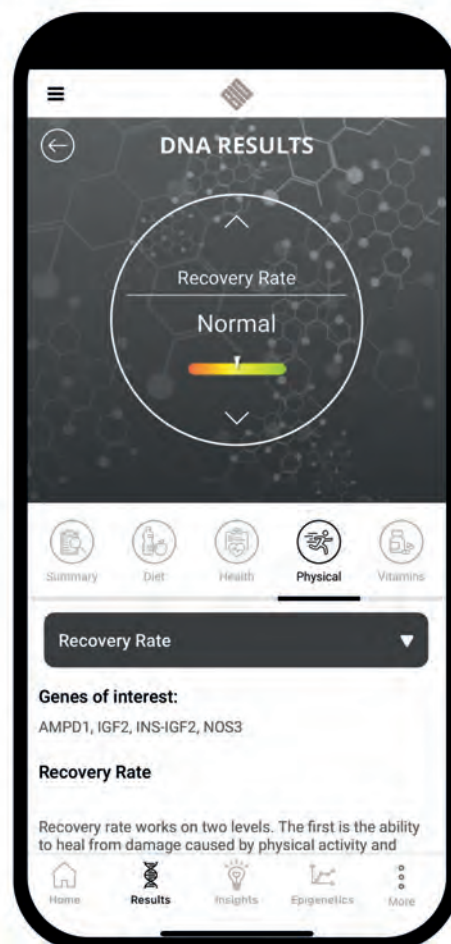 DNA RESULTS
Recovery Rate
Normal
Summary
Diet
Health
Physical
Vitamins
Recovery Rate
Genes of interest:
AMPD1, IGF2, INS-IGF2, NOS3
Recovery Rate
Recovery rate works on two levels. The first is the ability
to heal from damage caused by physical activity and
Home
Results
Insights
Epigenetics
More